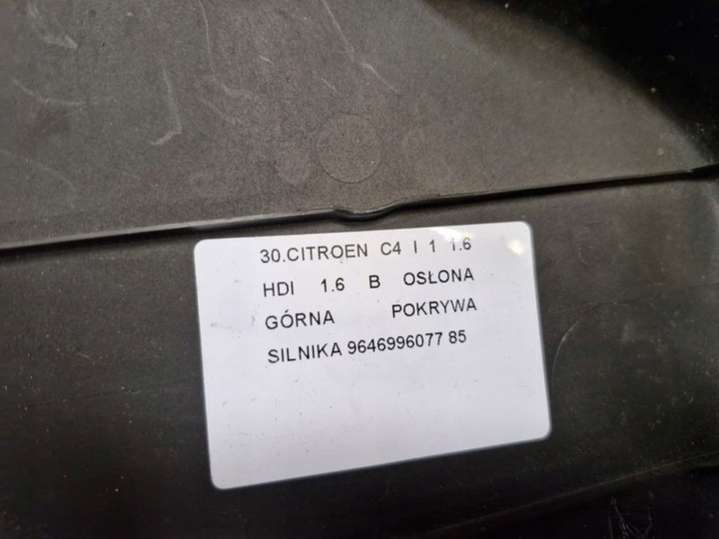 30.CITROEN C4 I 1 1.6
HDI 1.6 B OSŁONA
GÓRNA POKRYWA
SILNIKA 9646996077 85